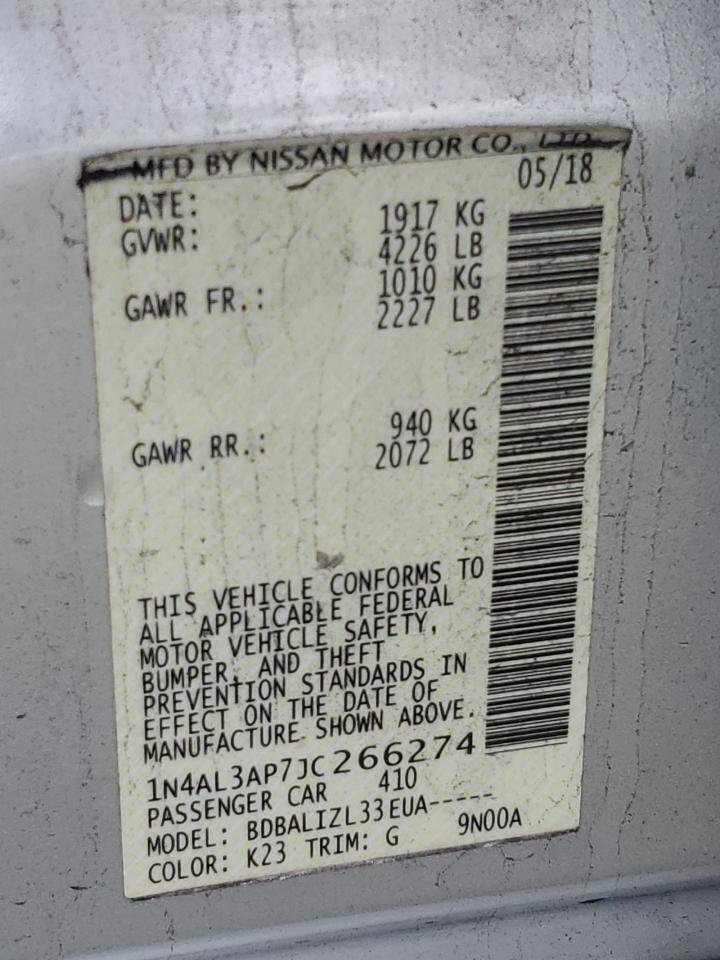 MFD BY NISSAN MOTOR CO., LTD.
DATE: 05/18
GVWR: 1917 KG
4226 LB
GAWR FR.: 1010 KG
2227 LB
GAWR RR.: 940 KG
2072 LB
THIS VEHICLE CONFORMS TO
ALL APPLICABLE FEDERAL
MOTOR VEHICLE SAFETY,
BUMPER, AND THEFT
PREVENTION STANDARDS IN
EFFECT ON THE DATE OF
MANUFACTURE SHOWN ABOVE.
1N4AL3AP7JC266274
PASSENGER CAR 410
MODEL: BDBALIZL33EUA-----
COLOR: K23 TRIM: G 9N00A